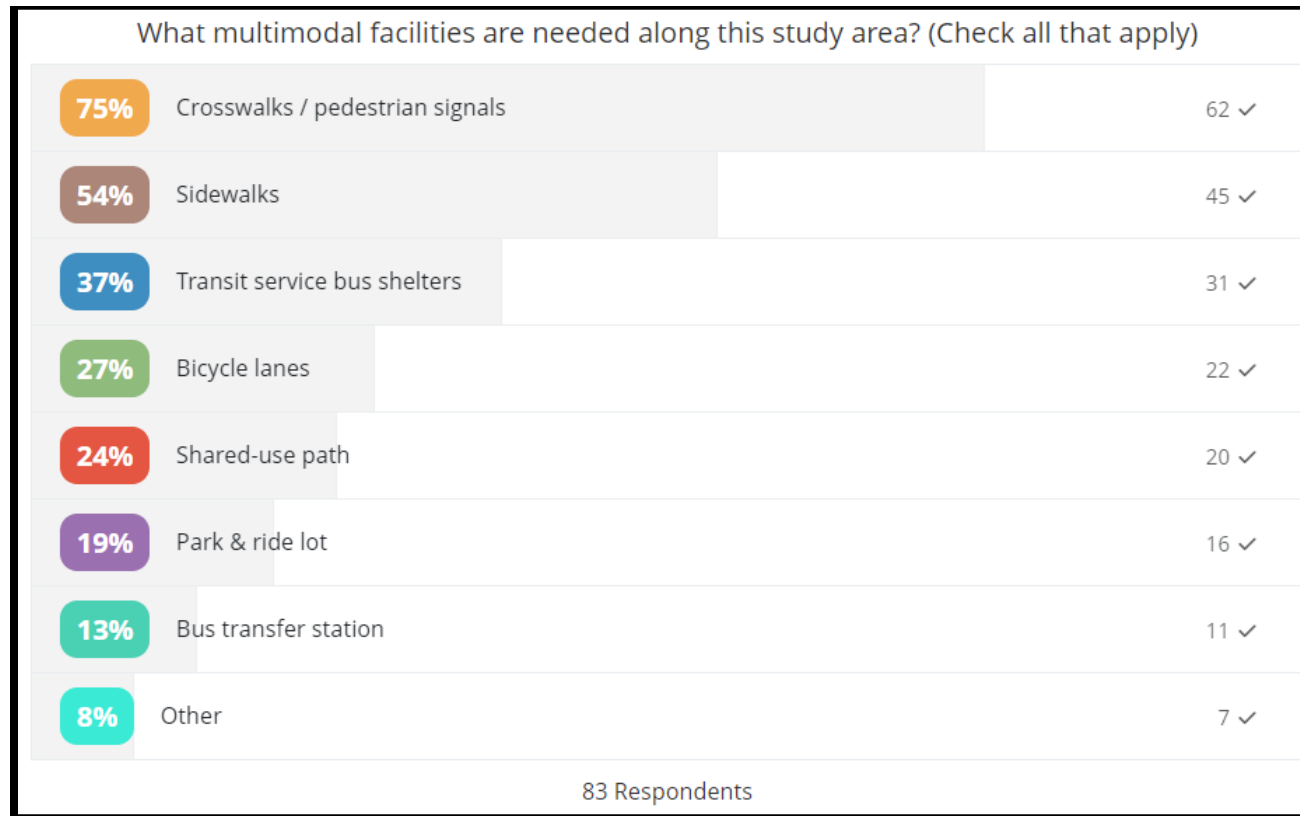 What multimodal facilities are needed along this study area? (Check all that apply)
75% Crosswalks / pedestrian signals 62 ✓
54% Sidewalks 45 ✓
37% Transit service bus shelters 31 ✓
27% Bicycle lanes 22 ✓
24% Shared-use path 20 ✓
19% Park & ride lot 16 ✓
13% Bus transfer station 11 ✓
8% Other 7 ✓
83 Respondents